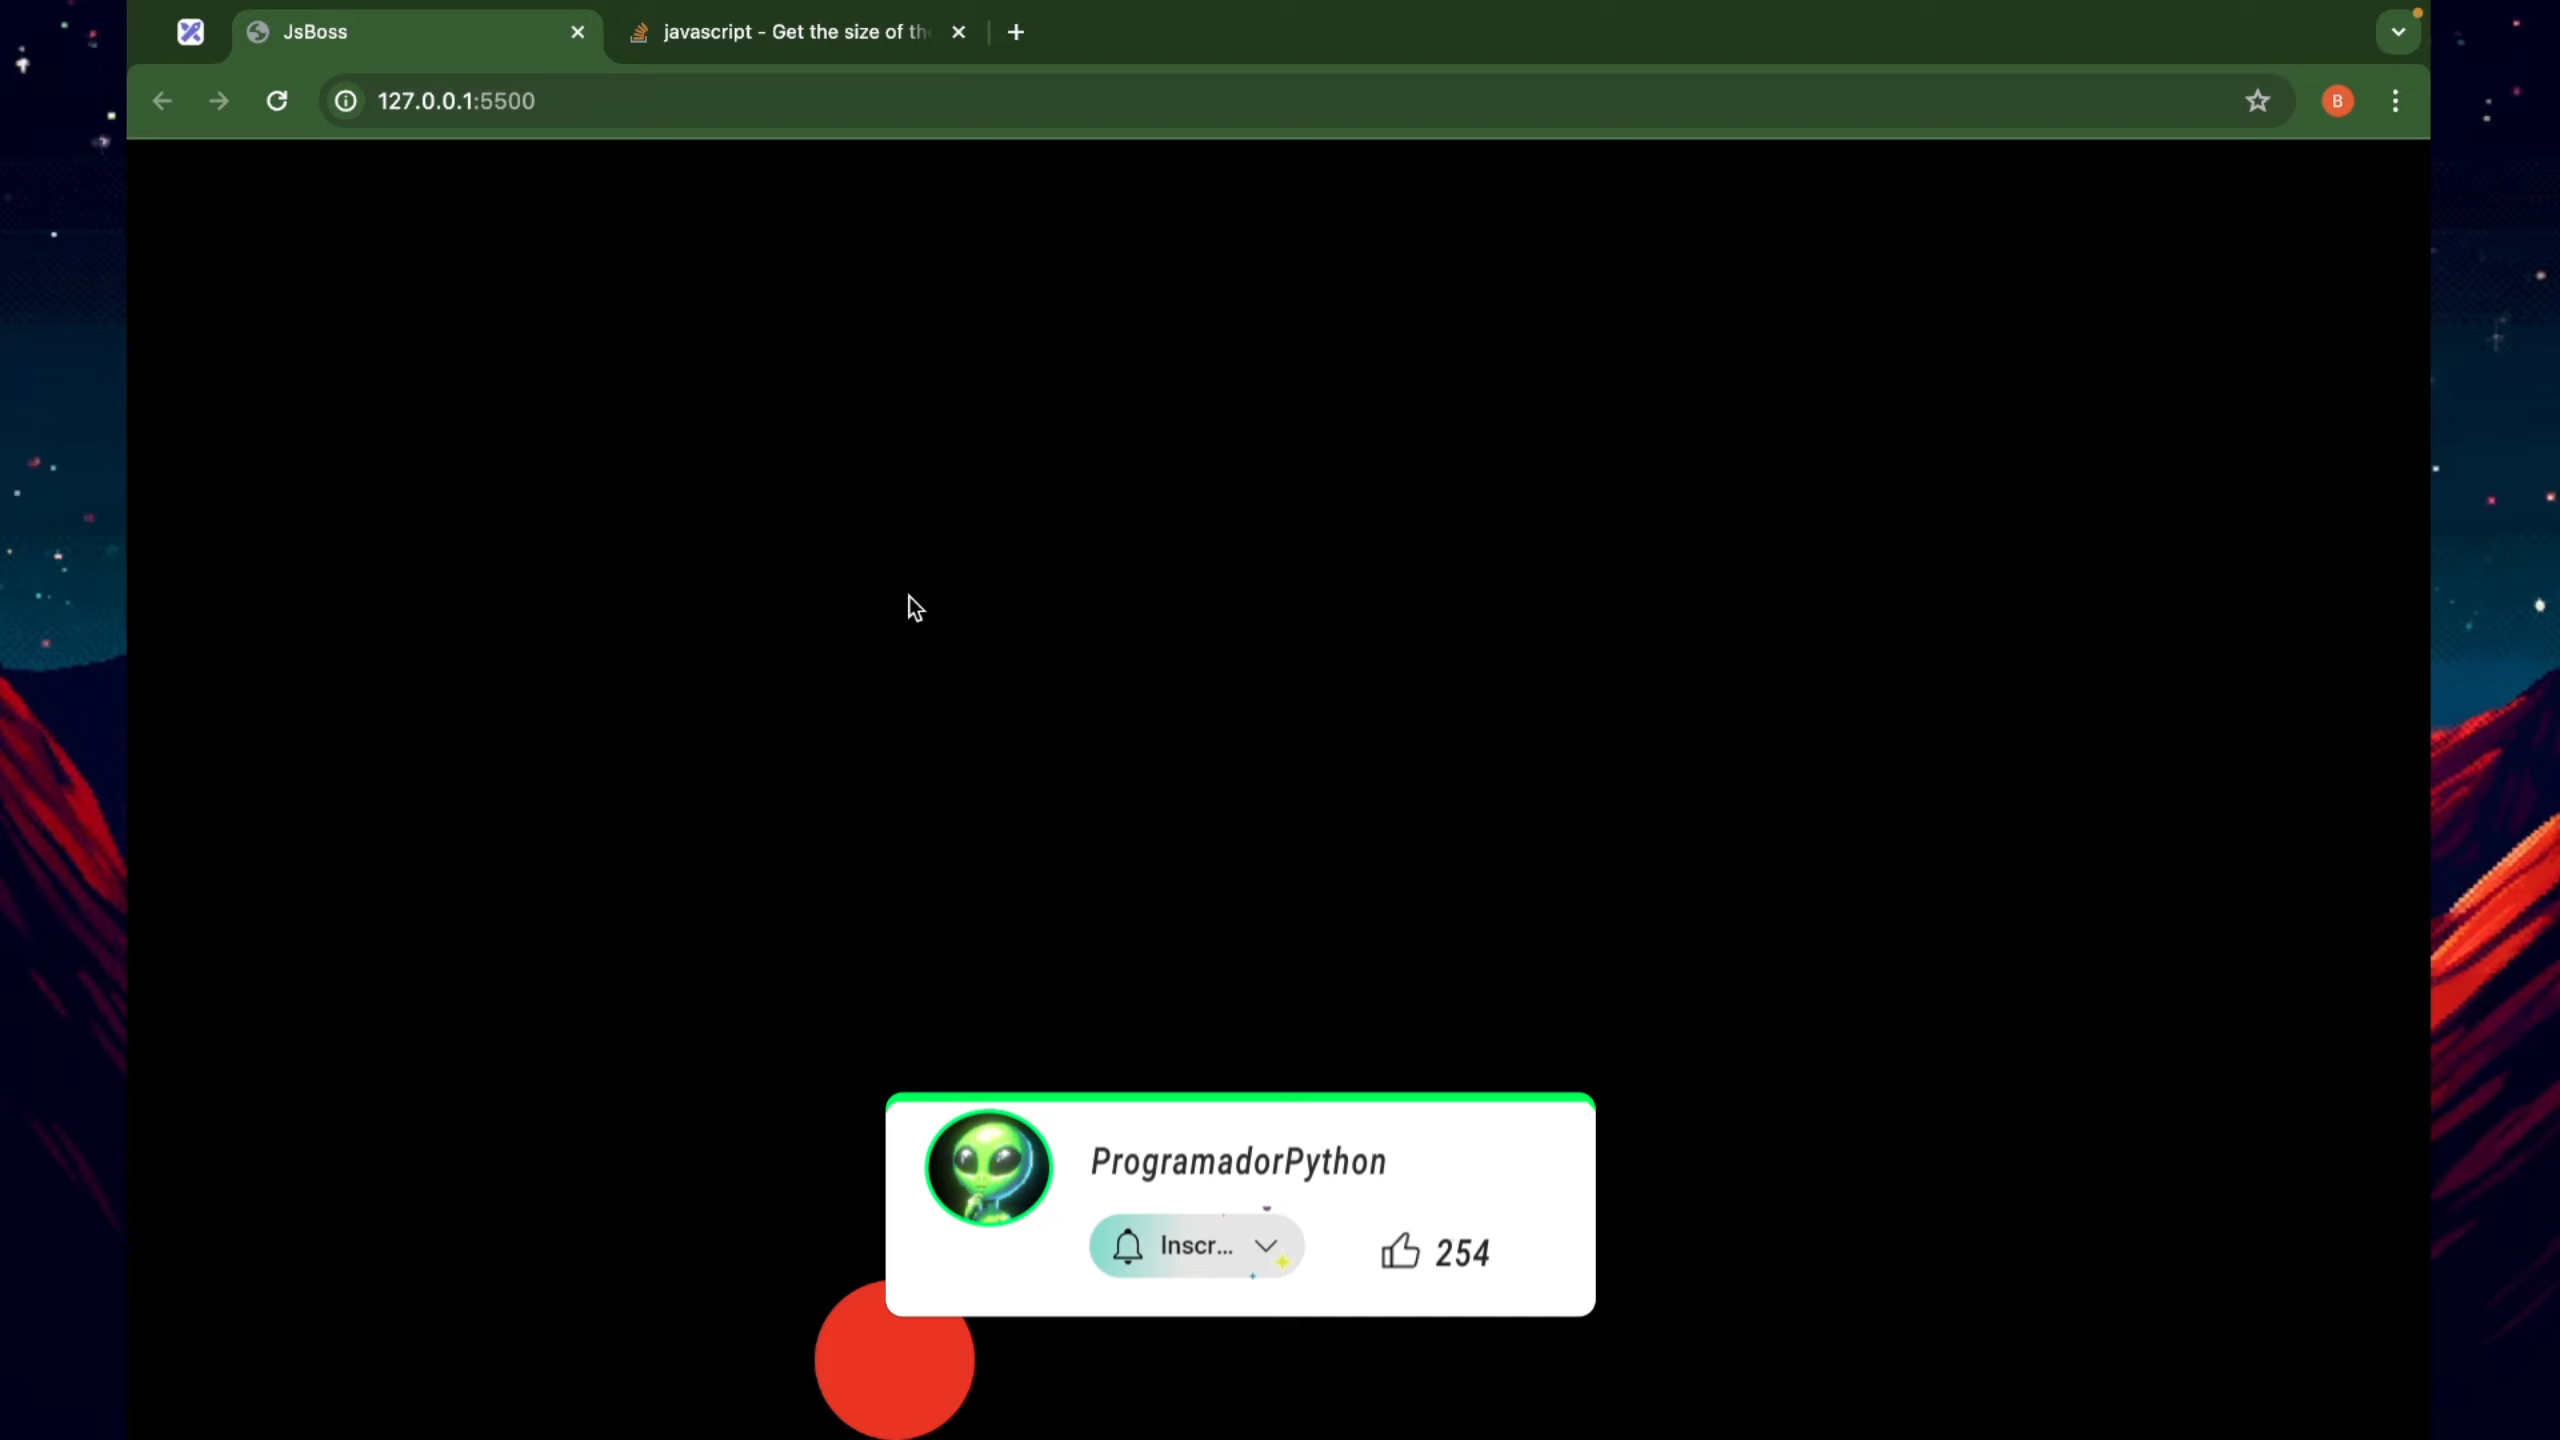 JsBoss
javascript - Get the size of th
127.0.0.1:5500
B
ProgramadorPython
Inscr...
254